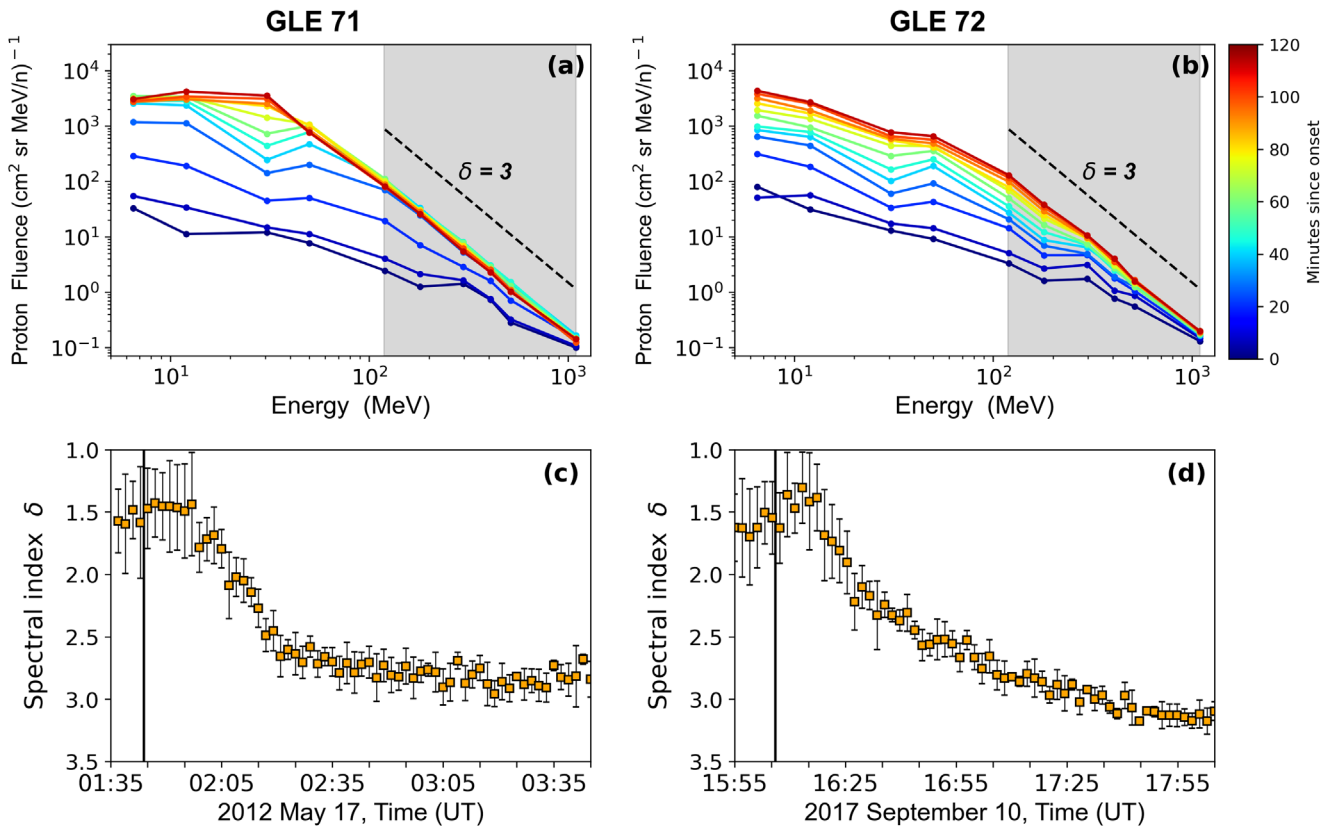 GLE 71
GLE 72
(a)
(b)
Proton Fluence (cm² sr MeV/n)⁻¹
10⁴
10³
10²
10¹
10⁰
10⁻¹
δ = 3
10¹
10²
10³
Energy (MeV)
Proton Fluence (cm² sr MeV/n)⁻¹
10⁴
10³
10²
10¹
10⁰
10⁻¹
δ = 3
10¹
10²
10³
Energy (MeV)
120
100
80
60
40
20
0
Minutes since onset
(c)
Spectral index δ
1.0
1.5
2.0
2.5
3.0
3.5
01:35
02:05
02:35
03:05
03:35
2012 May 17, Time (UT)
(d)
Spectral index δ
1.0
1.5
2.0
2.5
3.0
3.5
15:55
16:25
16:55
17:25
17:55
2017 September 10, Time (UT)